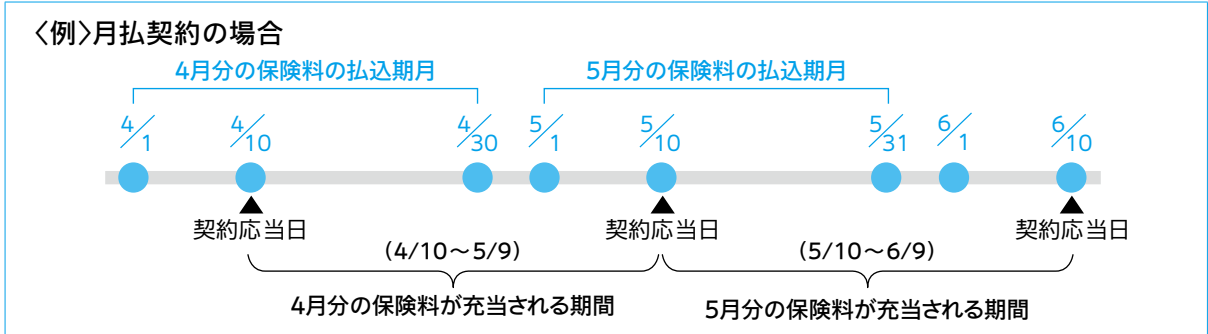 〈例〉月払契約の場合
4月分の保険料の払込期月 5月分の保険料の払込期月
4/1 4/10 4/30 5/1 5/10 5/31 6/1 6/10
契約応当日 契約応当日 契約応当日
(4/10～5/9) (5/10～6/9)
4月分の保険料が充当される期間 5月分の保険料が充当される期間